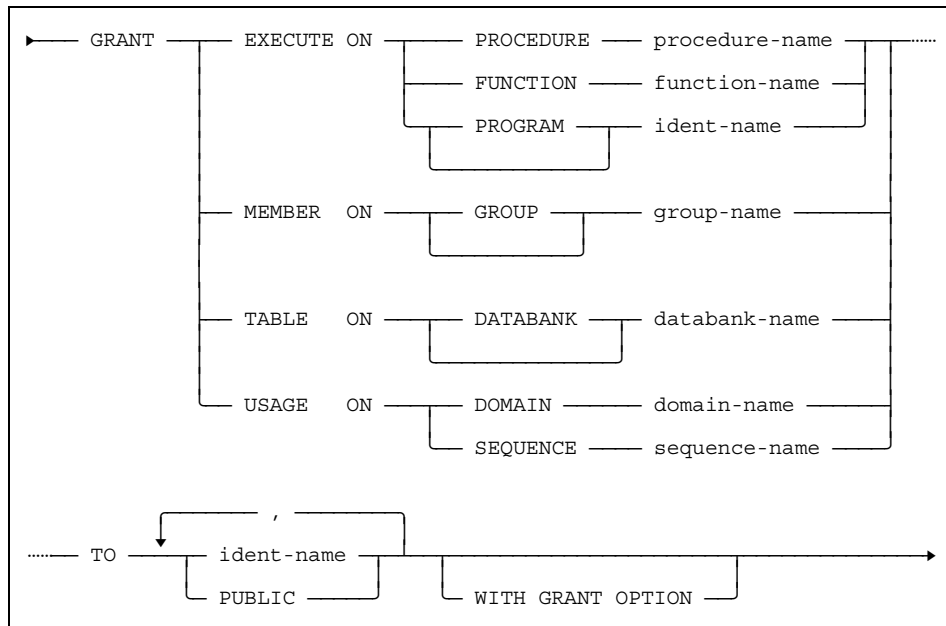 GRANT EXECUTE ON PROCEDURE procedure-name
FUNCTION function-name
PROGRAM ident-name
MEMBER ON GROUP group-name
TABLE ON DATABANK databank-name
USAGE ON DOMAIN domain-name
SEQUENCE sequence-name
,
TO ident-name
PUBLIC WITH GRANT OPTION